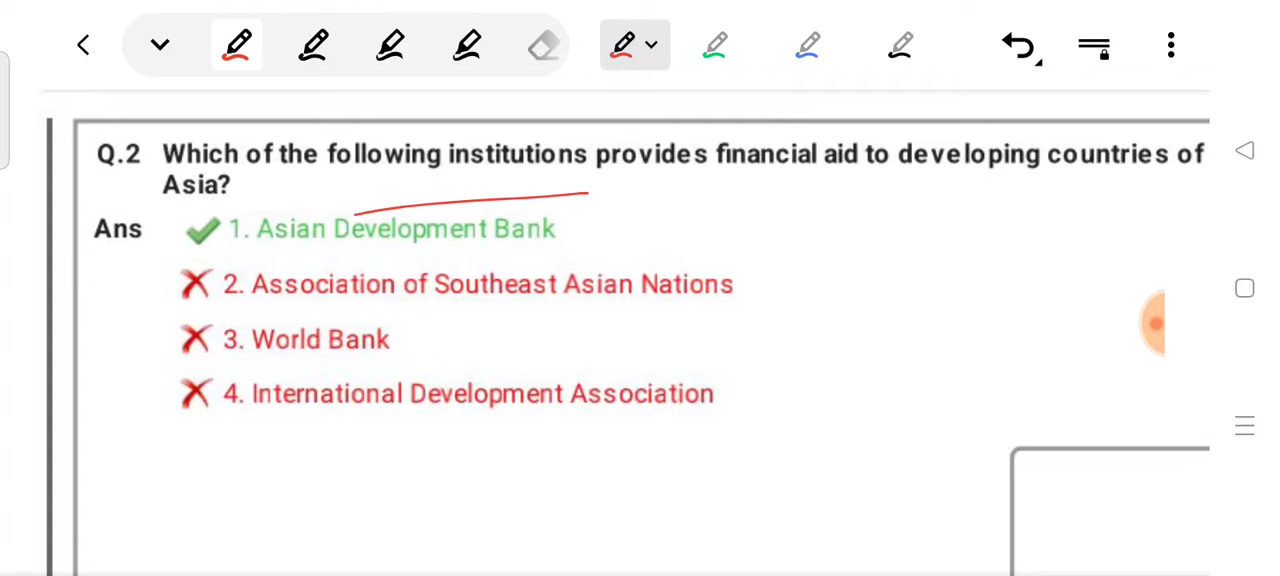 Q.2 Which of the following institutions provides financial aid to developing countries of
Asia?
Ans 1. Asian Development Bank
2. Association of Southeast Asian Nations
3. World Bank
4. International Development Association